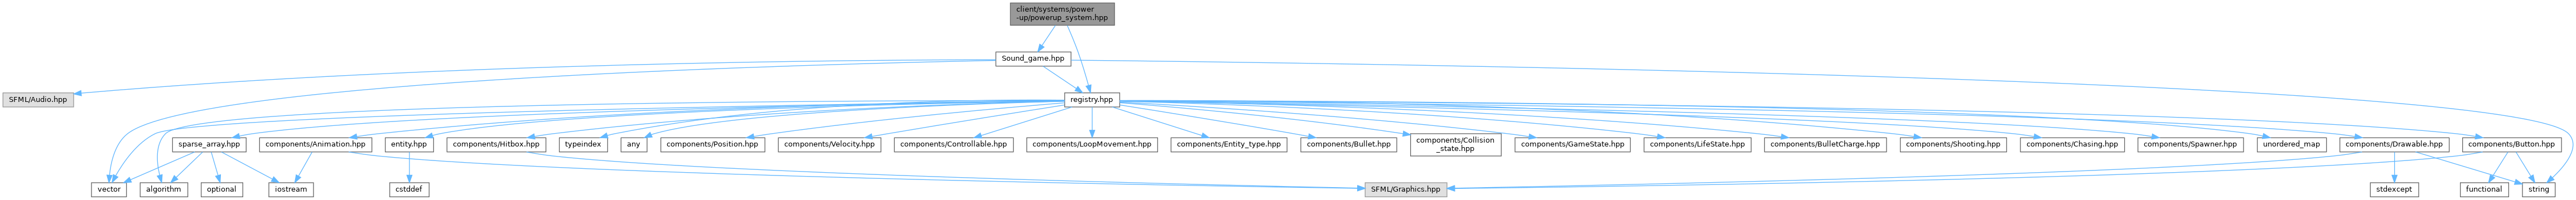 client/systems/power
-up/powerup_system.hpp
Sound_game.hpp
SFML/Audio.hpp
registry.hpp
sparse_array.hpp
components/Animation.hpp
entity.hpp
components/Hitbox.hpp
typeindex
any
components/Position.hpp
components/Velocity.hpp
components/Controllable.hpp
components/LoopMovement.hpp
components/Entity_type.hpp
components/Bullet.hpp
components/Collision
_state.hpp
components/GameState.hpp
components/LifeState.hpp
components/BulletCharge.hpp
components/Shooting.hpp
components/Chasing.hpp
components/Spawner.hpp
unordered_map
components/Drawable.hpp
components/Button.hpp
vector
algorithm
optional
iostream
cstddef
SFML/Graphics.hpp
stdexcept
functional
string